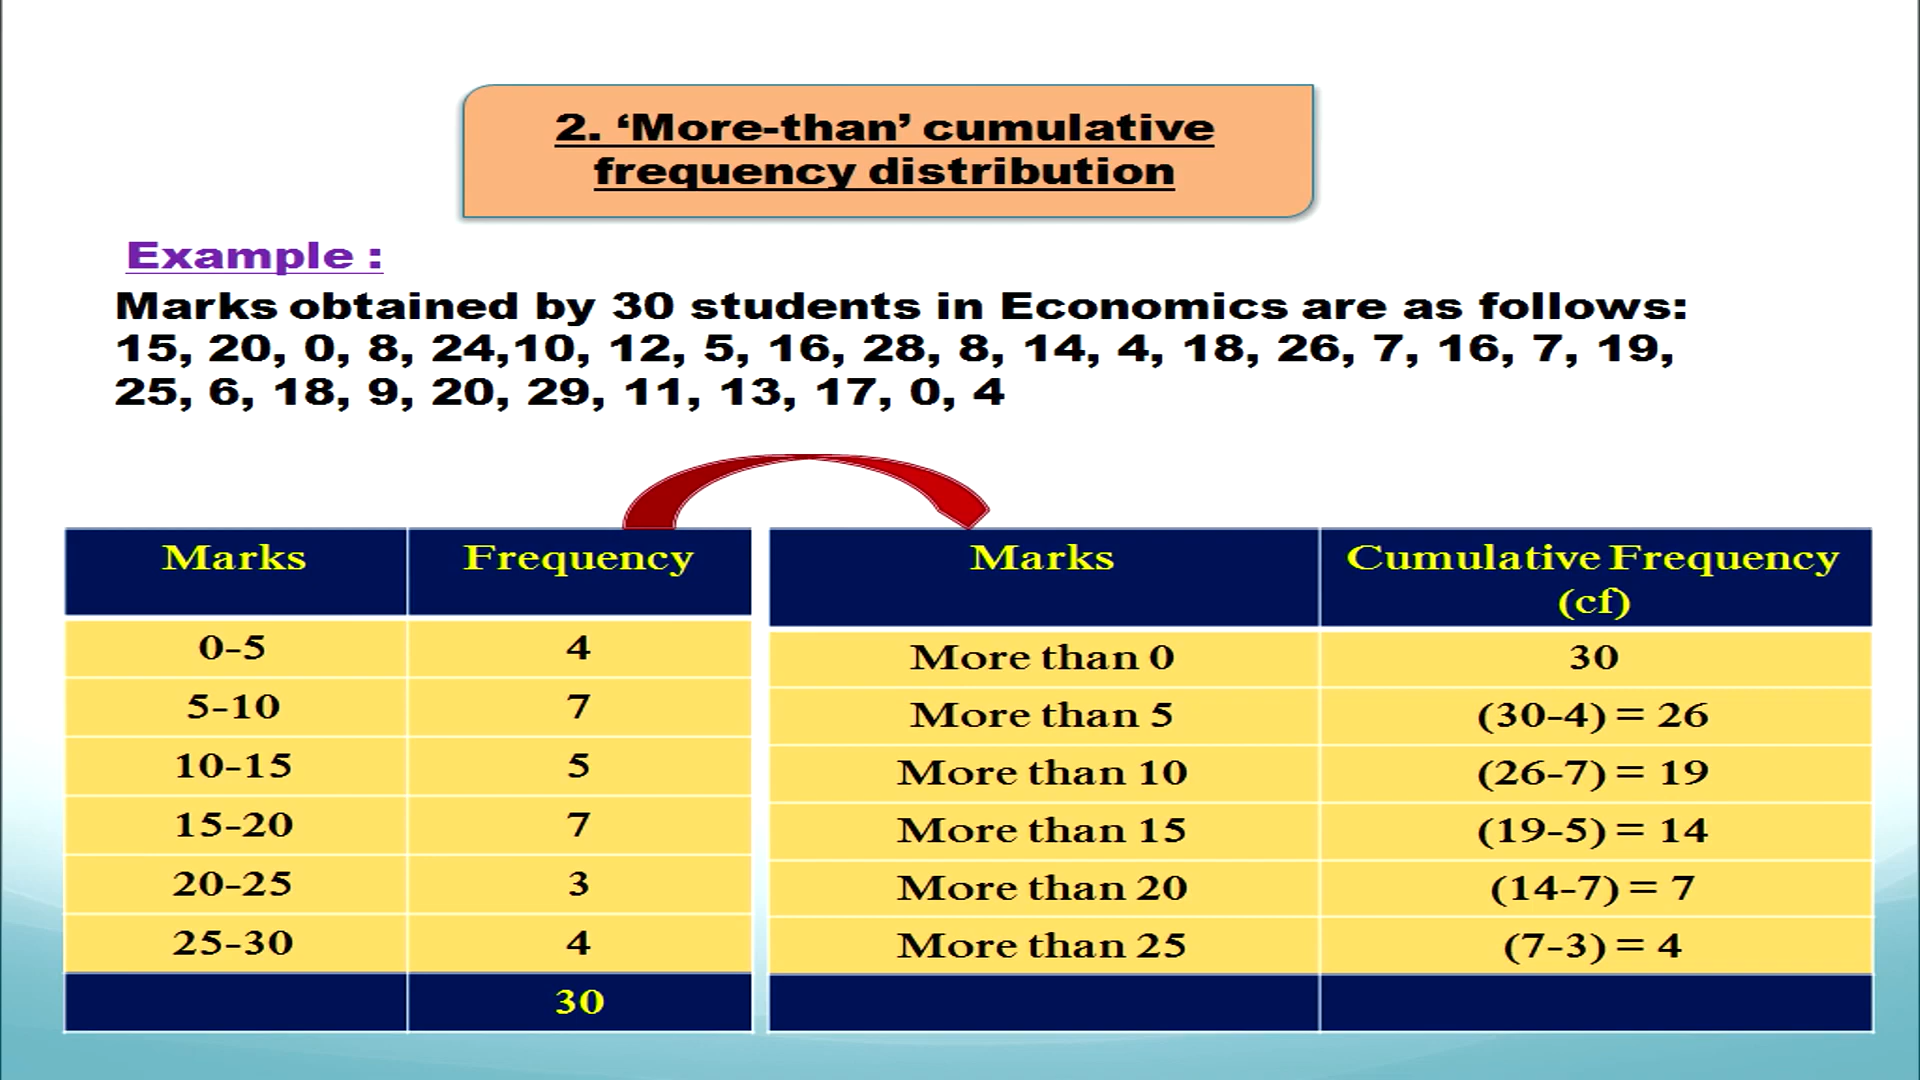 2. ‘More-than’ cumulative
frequency distribution
Example :
Marks obtained by 30 students in Economics are as follows:
15, 20, 0, 8, 24,10, 12, 5, 16, 28, 8, 14, 4, 18, 26, 7, 16, 7, 19,
25, 6, 18, 9, 20, 29, 11, 13, 17, 0, 4
Marks Frequency
0-5 4
5-10 7
10-15 5
15-20 7
20-25 3
25-30 4
30
Marks Cumulative Frequency
(cf)
More than 0 30
More than 5 (30-4) = 26
More than 10 (26-7) = 19
More than 15 (19-5) = 14
More than 20 (14-7) = 7
More than 25 (7-3) = 4